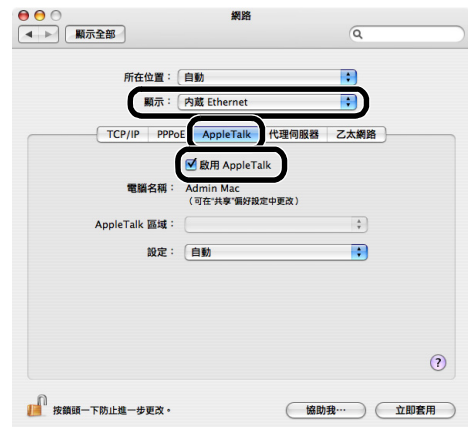 網路
顯示全部
所在位置： 自動
顯示： 內蔵 Ethernet
TCP/IP PPPoE AppleTalk 代理伺服器 乙太網路
啟用 AppleTalk
電腦名稱： Admin Mac
（可在“共享”偏好設定中更改）
AppleTalk 區域：
設定： 自動
?
按鎖頭一下防止進一步更改。
協助我⋯ 立即套用